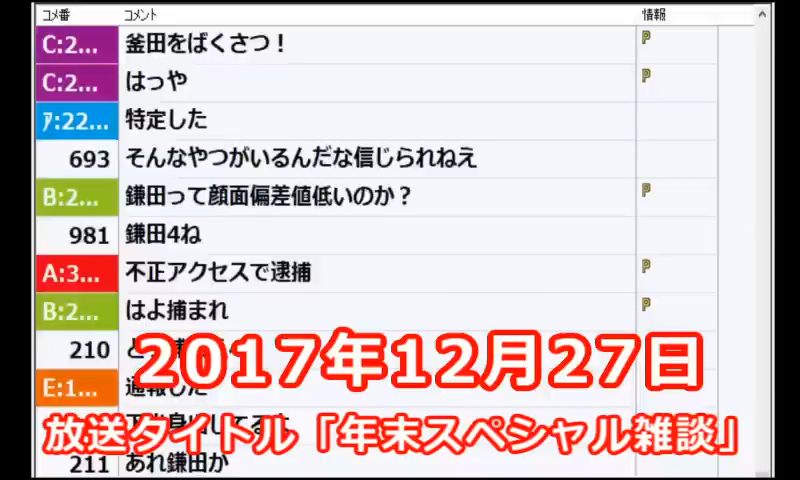 コメ番 コメント 情報
C:2... 釜田をばくさつ！ P
C:2... はっや P
ｱ:22... 特定した
693 そんなやつがいるんだな信じられねえ
B:2... 鎌田って顔面偏差値低いのか？ P
981 鎌田4ね
A:3... 不正アクセスで逮捕 P
B:2... はよ捕まれ P
210
2017年12月27日
E:1... 通報した
放送タイトル「年末スペシャル雑談」
211 あれ鎌田か